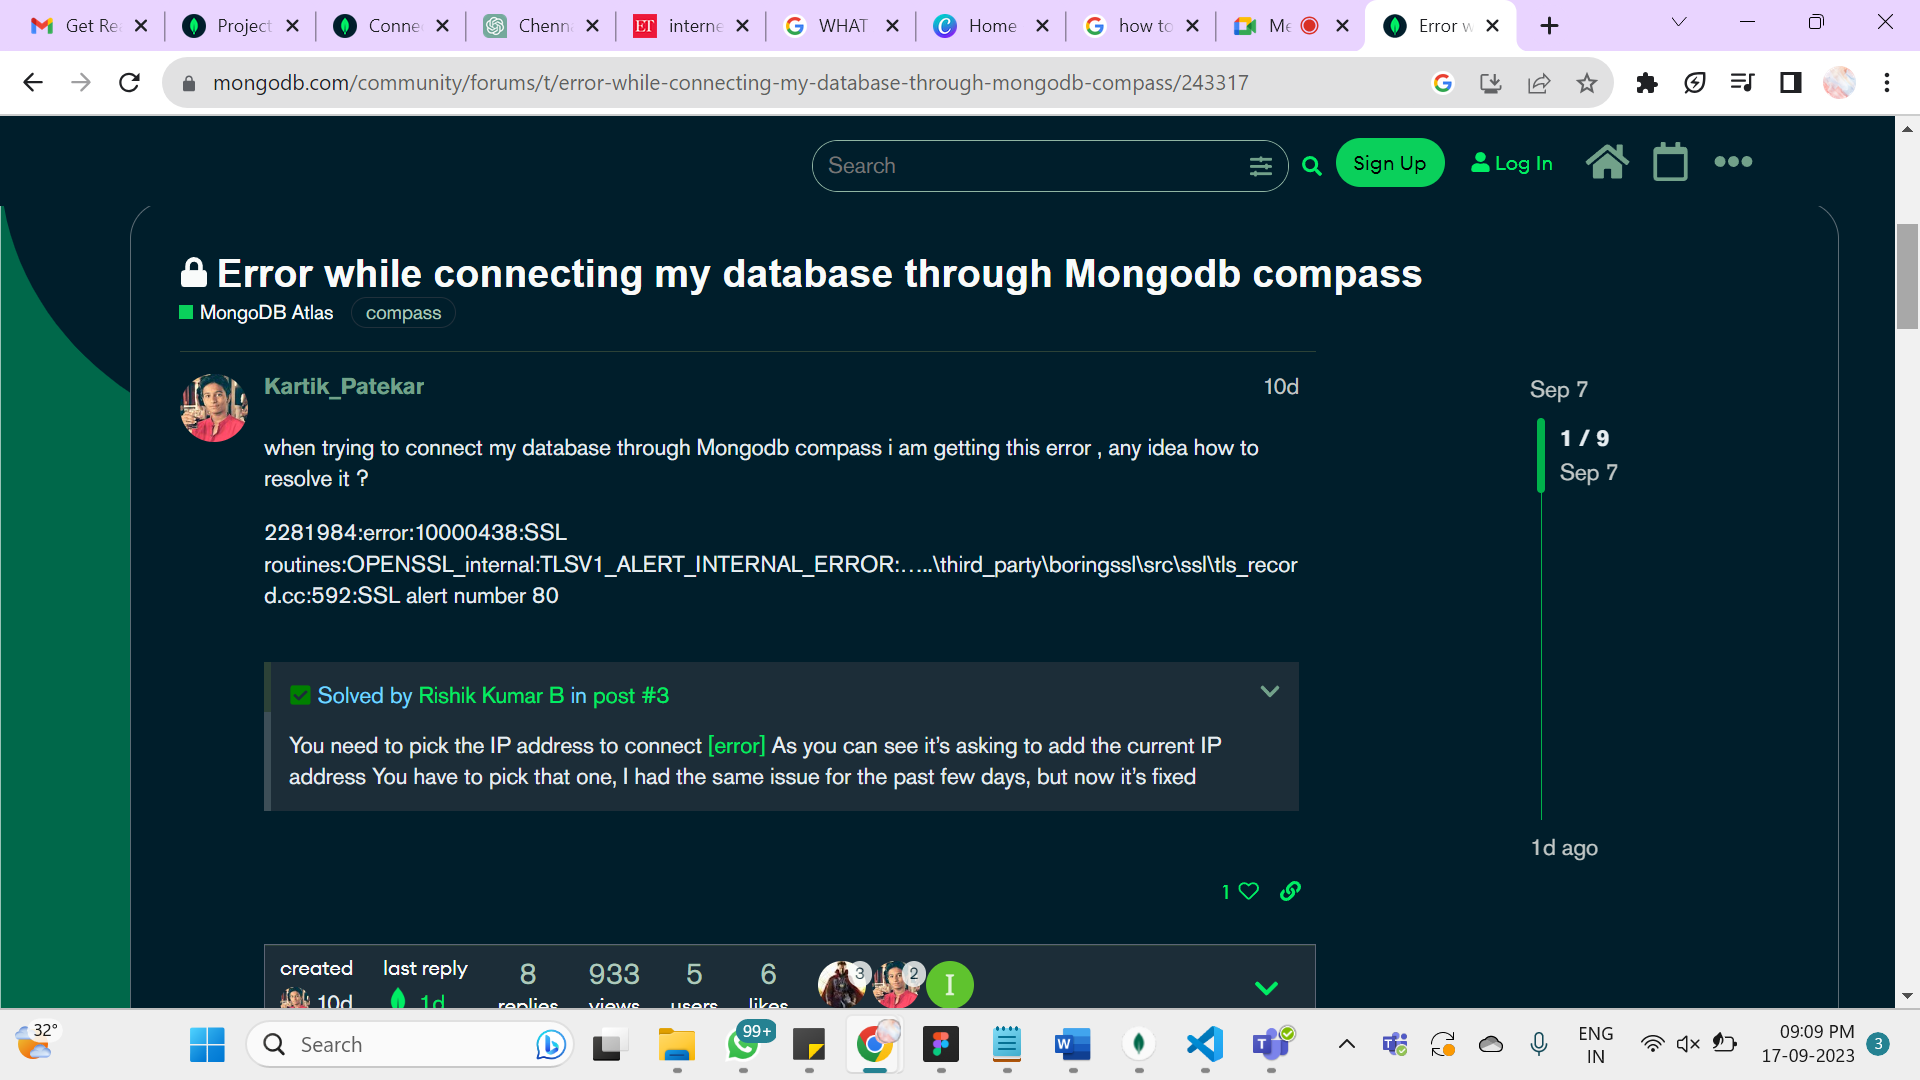 Get Re
Project
Conne
Chenn
ET interne
WHAT
Home
how to
Me
Error w
mongodb.com/community/forums/t/error-while-connecting-my-database-through-mongodb-compass/243317
Search
Sign Up
Log In
Error while connecting my database through Mongodb compass
MongoDB Atlas compass
Kartik_Patekar 10d
when trying to connect my database through Mongodb compass i am getting this error , any idea how to
resolve it ?
2281984:error:10000438:SSL
routines:OPENSSL_internal:TLSV1_ALERT_INTERNAL_ERROR:…..\third_party\boringssl\src\ssl\tls_recor
d.cc:592:SSL alert number 80
Sep 7
1 / 9
Sep 7
1d ago
Solved by Rishik Kumar B in post #3
You need to pick the IP address to connect [error] As you can see it’s asking to add the current IP
address You have to pick that one, I had the same issue for the past few days, but now it’s fixed
1
created last reply 8 933 5 6 3 2 I
10d 1d replies views users likes
32°
Search
99+
W
T
ENG
IN
09:09 PM
17-09-2023
3